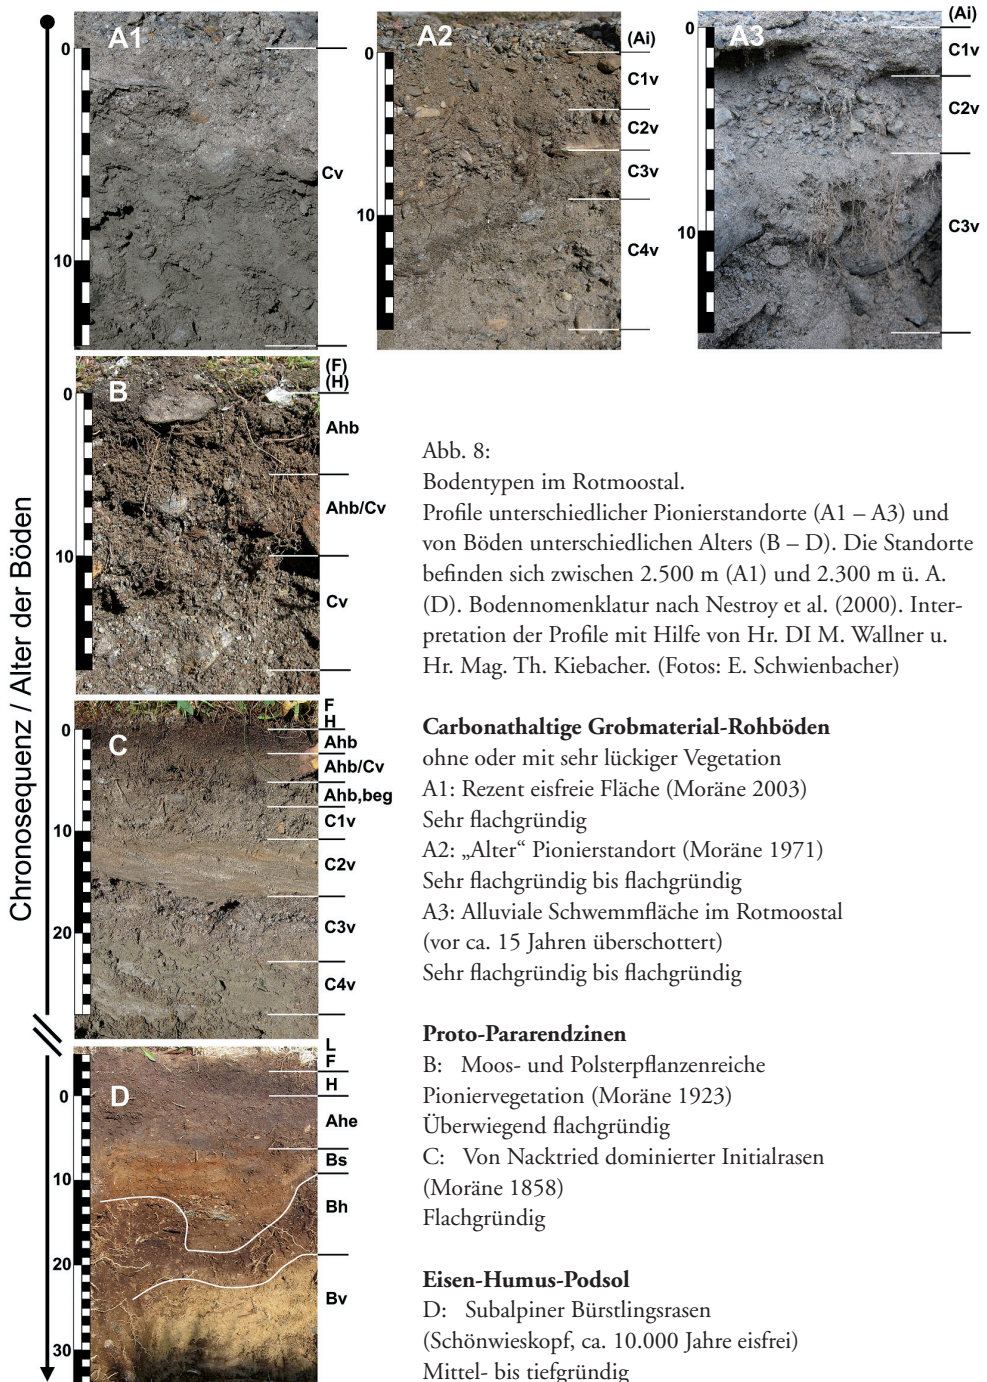 A1
0
10
Cv
A2
(Ai)
0
C1v
C2v
C3v
10
C4v
A3
(Ai)
0
C1v
C2v
10
C3v
B
(F)
(H)
0
Ahb
Ahb/Cv
10
Cv
C
F
H
0
Ahb
Ahb/Cv
Ahb,beg
10
C1v
C2v
20
C3v
C4v
D
L
F
H
0
Ahe
Bs
10
Bh
20
Bv
30
Chronosequenz / Alter der Böden
Abb. 8:
Bodentypen im Rotmoostal.
Profile unterschiedlicher Pionierstandorte (A1 – A3) und
von Böden unterschiedlichen Alters (B – D). Die Standorte
befinden sich zwischen 2.500 m (A1) und 2.300 m ü. A.
(D). Bodennomenklatur nach Nestroy et al. (2000). Inter-
pretation der Profile mit Hilfe von Hr. DI M. Wallner u.
Hr. Mag. Th. Kiebacher. (Fotos: E. Schwienbacher)
Carbonathaltige Grobmaterial-Rohböden
ohne oder mit sehr lückiger Vegetation
A1: Rezent eisfreie Fläche (Moräne 2003)
Sehr flachgründig
A2: „Alter“ Pionierstandort (Moräne 1971)
Sehr flachgründig bis flachgründig
A3: Alluviale Schwemmfläche im Rotmoostal
(vor ca. 15 Jahren überschottert)
Sehr flachgründig bis flachgründig
Proto-Pararendzinen
B: Moos- und Polsterpflanzenreiche
Pioniervegetation (Moräne 1923)
Überwiegend flachgründig
C: Von Nacktried dominierter Initialrasen
(Moräne 1858)
Flachgründig
Eisen-Humus-Podsol
D: Subalpiner Bürstlingsrasen
(Schönwieskopf, ca. 10.000 Jahre eisfrei)
Mittel- bis tiefgründig